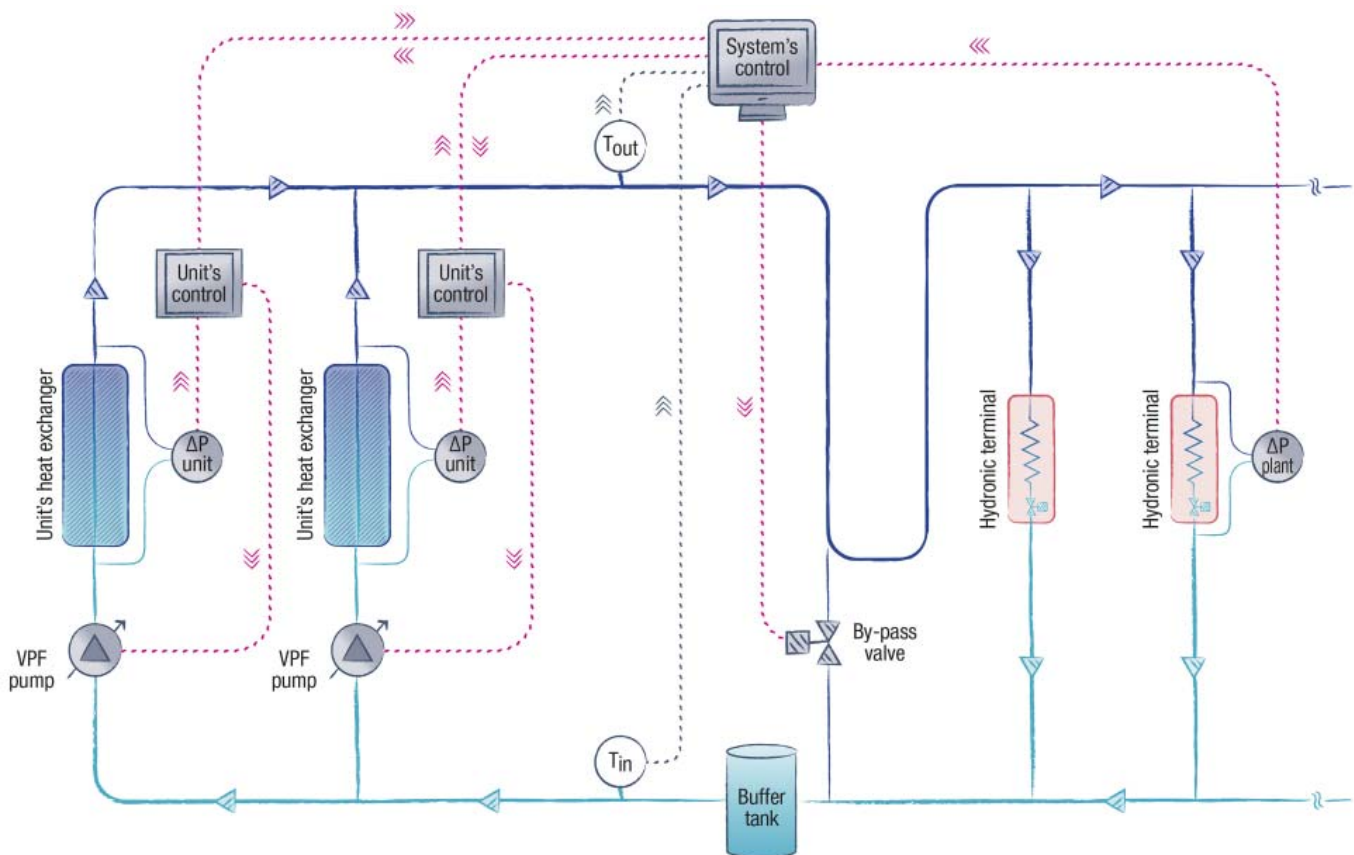 System's
control
Tout
Unit's
control
Unit's
control
Unit's heat exchanger
ΔP
unit
Unit's heat exchanger
ΔP
unit
Hydronic terminal
Hydronic terminal
ΔP
plant
VPF
pump
VPF
pump
By-pass
valve
Tin
Buffer
tank